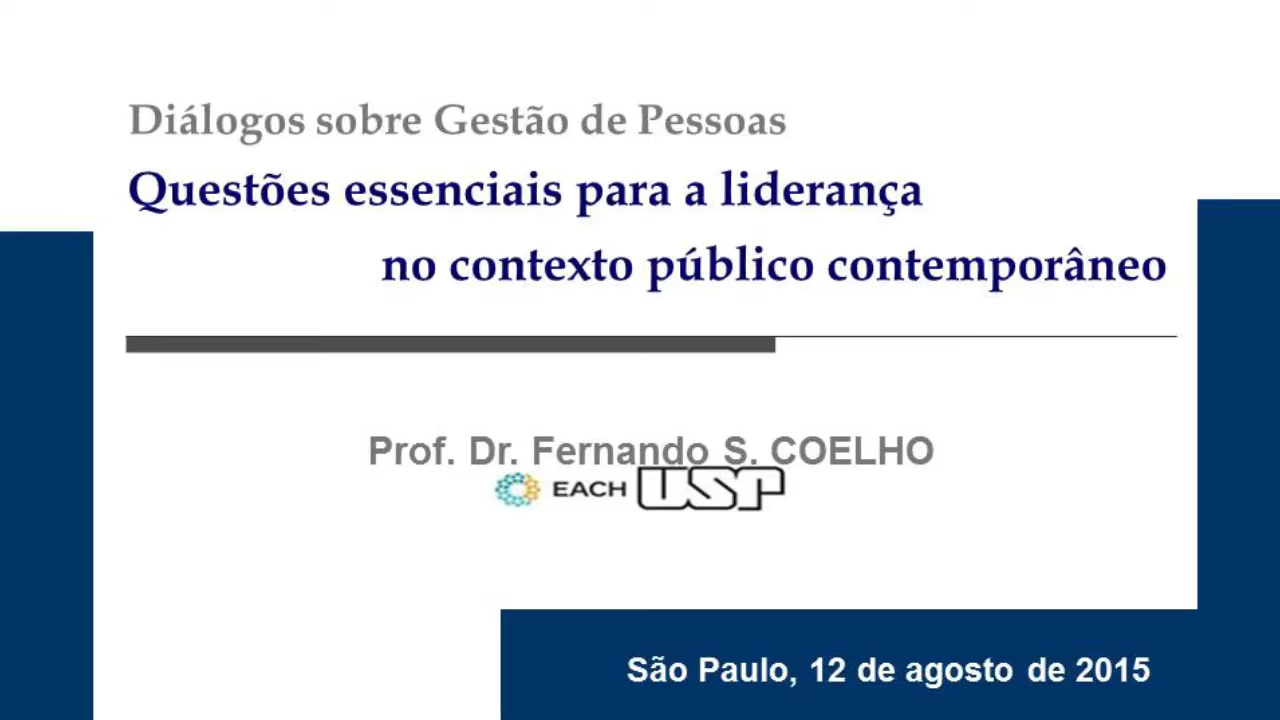 Diálogos sobre Gestão de Pessoas
Questões essenciais para a liderança
no contexto público contemporâneo
Prof. Dr. Fernando S. COELHO
EACH USP
São Paulo, 12 de agosto de 2015